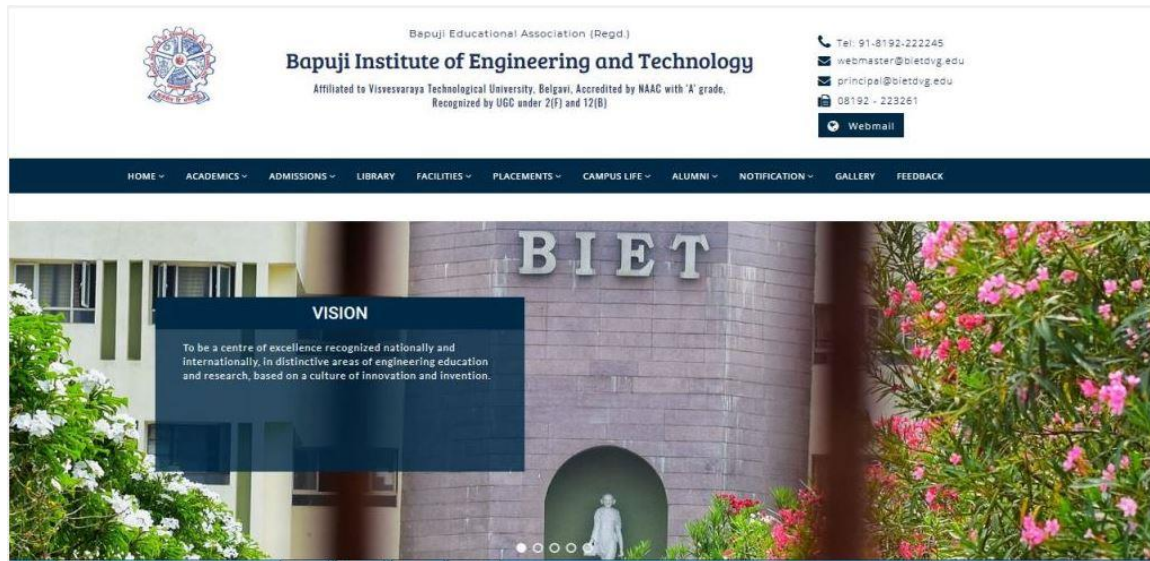 Bapuji Educational Association (Regd.)
Bapuji Institute of Engineering and Technology
Affiliated to Visvesvaraya Technological University, Belgavi, Accredited by NAAC with 'A' grade,
Recognized by UGC under 2(F) and 12(B)
Tel: 91-8192-222245
webmaster@bietdvg.edu
principal@bietdvg.edu
08192 - 223261
Webmail
HOME ACADEMICS ADMISSIONS LIBRARY FACILITIES PLACEMENTS CAMPUS LIFE ALUMNI NOTIFICATION GALLERY FEEDBACK
BIET
VISION
To be a centre of excellence recognized nationally and
internationally, in distinctive areas of engineering education
and research, based on a culture of innovation and invention.